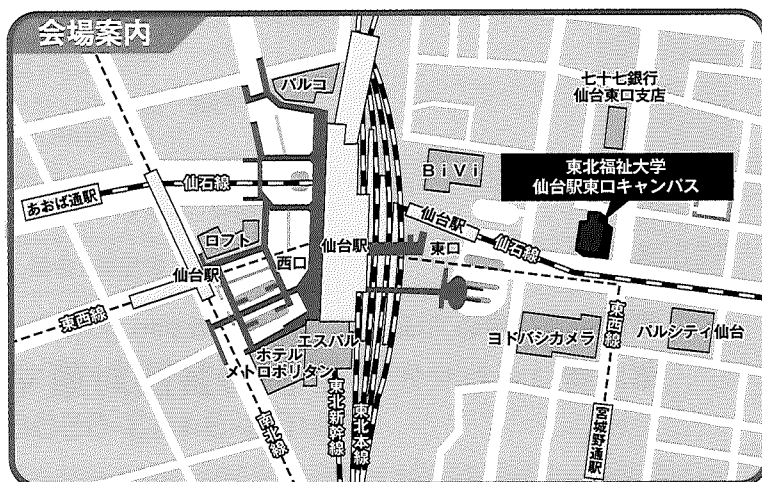 会場案内
パルコ
七十七銀行
仙台東口支店
BiVi
東北福祉大学
仙台駅東口キャンパス
あおば通駅
仙石線
仙台駅
仙石線
ロフト
仙台駅
東口
西口
仙台駅
東西線
エスパル
ホテル
メトロポリタン
ヨドバシカメラ
東西線
パルシティ仙台
南北線
東北新幹線
東北本線
宮城野通駅